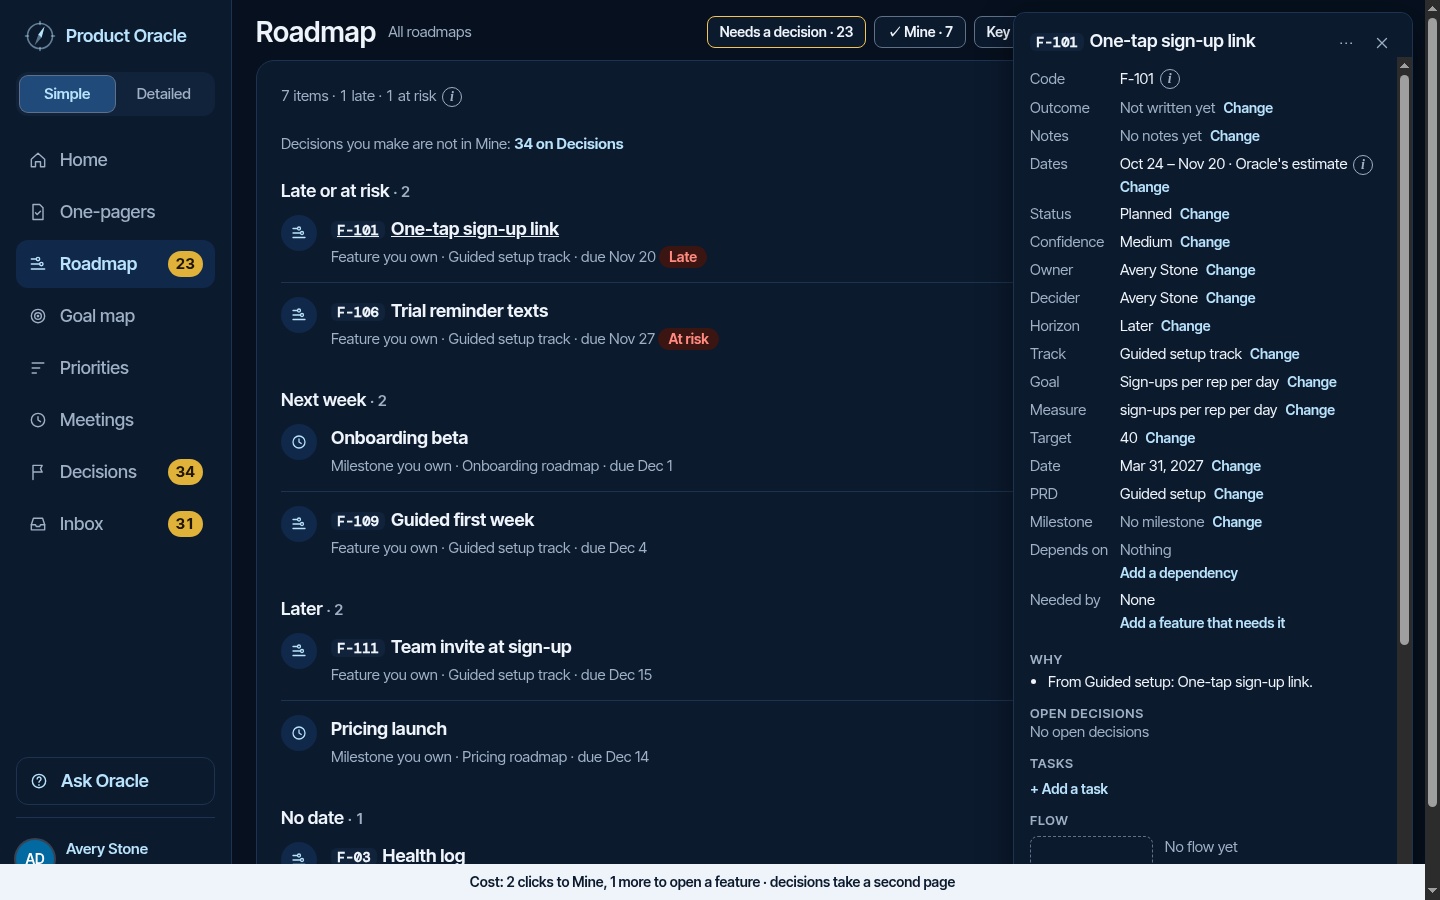 Product Oracle
Simple
Detailed
Home
One-pagers
Roadmap
23
Goal map
Priorities
Meetings
Decisions
34
Inbox
31
Ask Oracle
AD
Avery Stone
Roadmap
All roadmaps
Needs a decision · 23
✓ Mine · 7
Key
7 items · 1 late · 1 at risk i
Decisions you make are not in Mine: 34 on Decisions
Late or at risk · 2
F-101 One-tap sign-up link
Feature you own · Guided setup track · due Nov 20 Late
F-106 Trial reminder texts
Feature you own · Guided setup track · due Nov 27 At risk
Next week · 2
Onboarding beta
Milestone you own · Onboarding roadmap · due Dec 1
F-109 Guided first week
Feature you own · Guided setup track · due Dec 4
Later · 2
F-111 Team invite at sign-up
Feature you own · Guided setup track · due Dec 15
Pricing launch
Milestone you own · Pricing roadmap · due Dec 14
No date · 1
F-03 Health log
F-101 One-tap sign-up link
Code F-101 i
Outcome Not written yet Change
Notes No notes yet Change
Dates Oct 24 – Nov 20 · Oracle's estimate i
Change
Status Planned Change
Confidence Medium Change
Owner Avery Stone Change
Decider Avery Stone Change
Horizon Later Change
Track Guided setup track Change
Goal Sign-ups per rep per day Change
Measure sign-ups per rep per day Change
Target 40 Change
Date Mar 31, 2027 Change
PRD Guided setup Change
Milestone No milestone Change
Depends on Nothing
Add a dependency
Needed by None
Add a feature that needs it
WHY
• From Guided setup: One-tap sign-up link.
OPEN DECISIONS
No open decisions
TASKS
+ Add a task
FLOW
No flow yet
Cost: 2 clicks to Mine, 1 more to open a feature · decisions take a second page